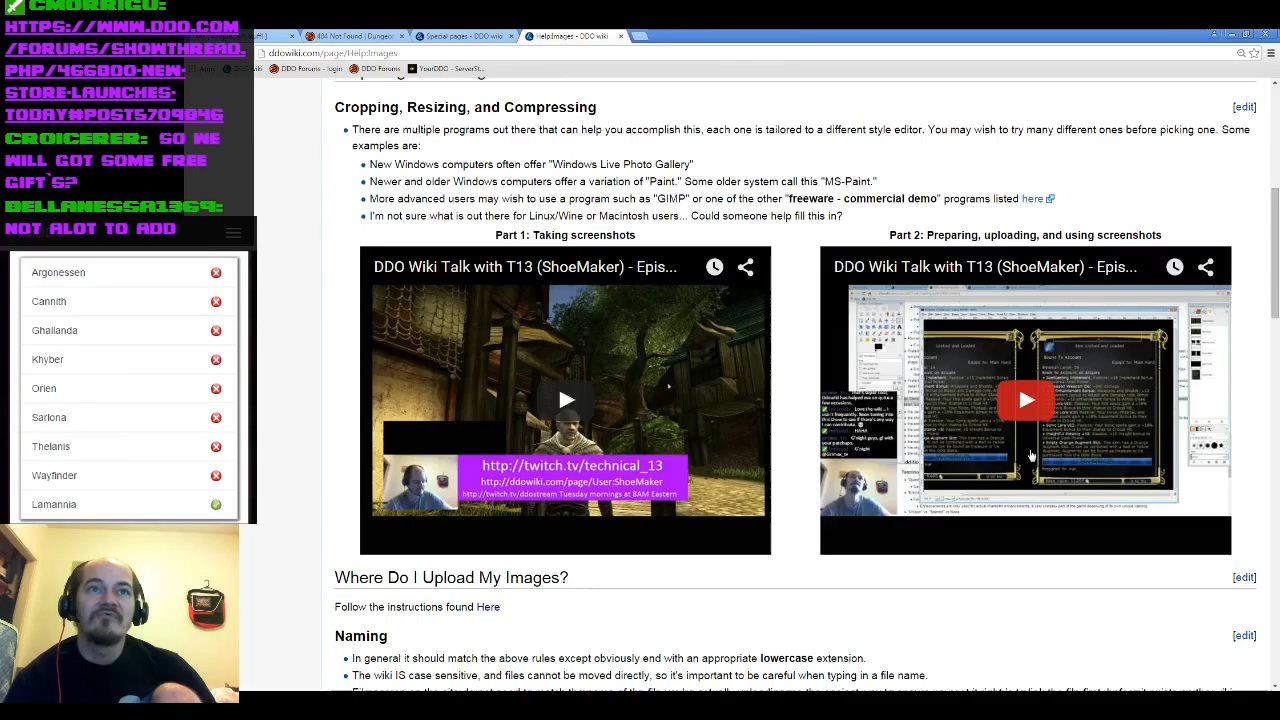 CMORRIGU:
HTTPS://WWW.DDO.COM
/FORUMS/SHOWTHREAD.
PHP/466800-NEW-
STORE-LAUNCHES-
TODAY#POST5709846
CROICERER: SO WE
WILL GOT SOME FREE
GIFT`S?
BELLANESSA1369:
NOT ALOT TO ADD
Argonessen
Cannith
Ghallanda
Khyber
Orien
Sarlona
Thelanis
Wayfinder
Lamannia
404 Not Found | Dungeon
Special pages - DDO wiki
Help:Images - DDO wiki
ddowiki.com/page/Help:Images
DDO Forums - login
DDO Forums
YourDDO - ServerSt...
Cropping, Resizing, and Compressing
[edit]
There are multiple programs out there that can help you accomplish this, and each one is geared to a different style editor. You may wish to try many different ones before picking one. Some
examples are:
New Windows computers often offer "Windows Live Photo Gallery"
Newer and older Windows computers offer a variation of "Paint." Some older system call this "MS-Paint."
More advanced users may wish to use a program such as "GIMP" or the other "freeware - commercial demo" programs listed here
I'm not sure what is out there for Linux/Wine or Macintosh users... Could someone help fill this in?
Part 1: Taking screenshots
Part 2: Preparing, uploading, and using screenshots
DDO Wiki Talk with T13 (ShoeMaker) - Epis...
DDO Wiki Talk with T13 (ShoeMaker) - Epis...
http://twitch.tv/technical_13
http://ddowiki.com/page/User:ShoeMaker
http://twitch.tv/ddostream Tuesday mornings at 8AM Eastern
Where Do I Upload My Images?
[edit]
Follow the instructions found Here
Naming
[edit]
In general it should match the above rules except obviously end with an appropriate lowercase extension.
The wiki IS case sensitive, and files cannot be moved directly, so it's important to be careful when typing in a file name.